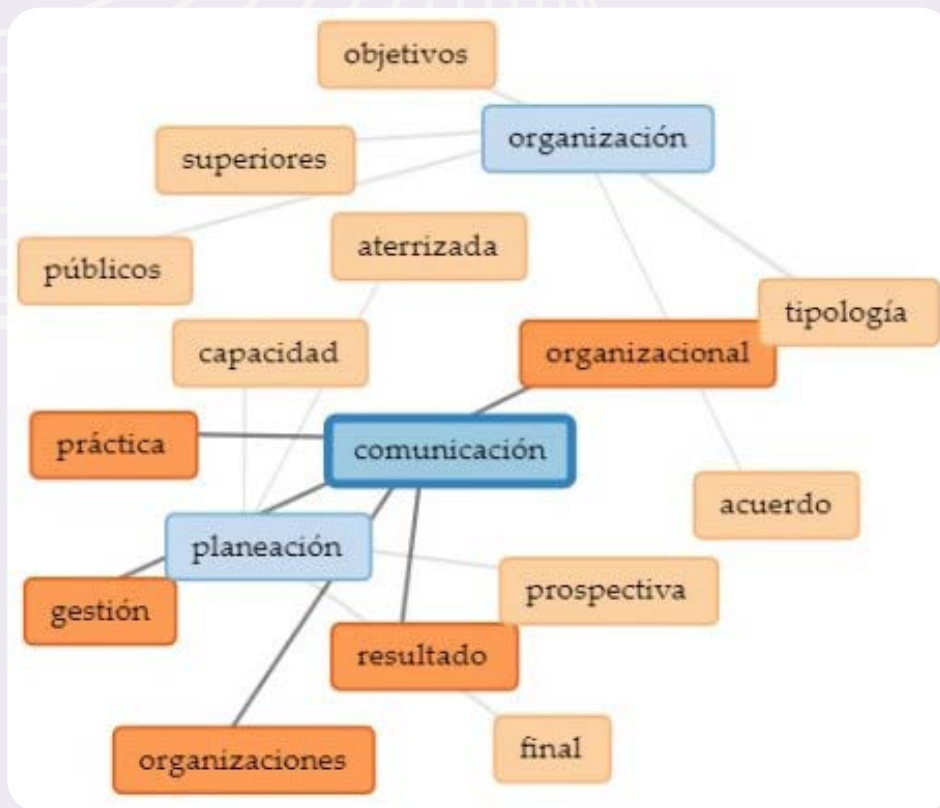 objetivos
organización
superiores
aterrizada
públicos
tipología
capacidad
organizacional
práctica
comunicación
acuerdo
planeación
prospectiva
gestión
resultado
final
organizaciones